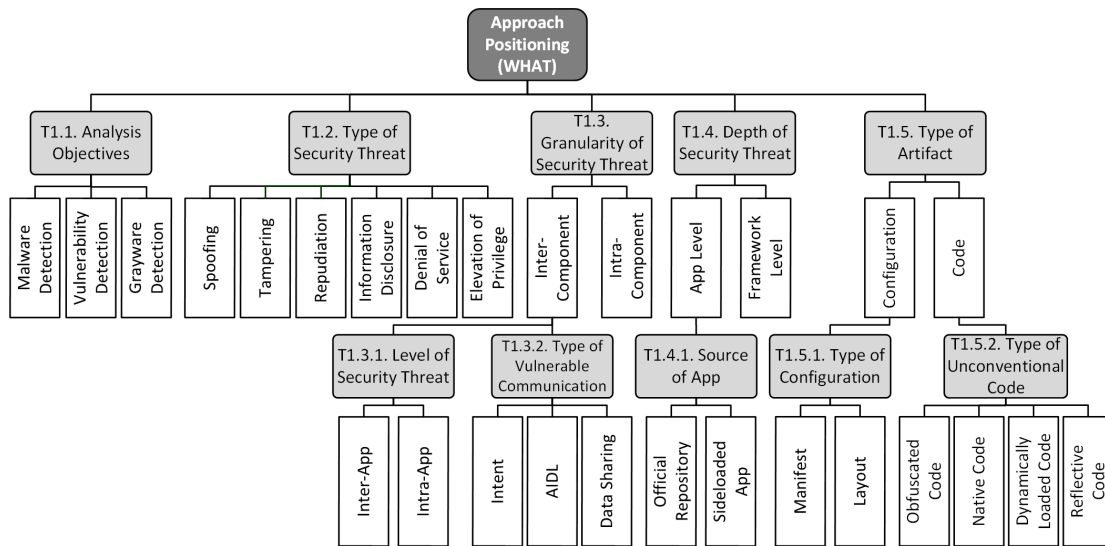 Approach
Positioning
(WHAT)
T1.1. Analysis
Objectives
T1.2. Type of
Security Threat
T1.3.
Granularity of
Security Threat
T1.4. Depth of
Security Threat
T1.5. Type of
Artifact
Malware
Detection
Vulnerability
Detection
Grayware
Detection
Spoofing
Tampering
Repudiation
Information
Disclosure
Denial of
Service
Elevation of
Privilege
Inter-
Component
Intra-
Component
App Level
Framework
Level
Configuration
Code
T1.3.1. Level of
Security Threat
T1.3.2. Type of
Vulnerable
Communication
T1.4.1. Source
of App
T1.5.1. Type of
Configuration
T1.5.2. Type of
Unconventional
Code
Inter-App
Intra-App
Intent
AIDL
Data Sharing
Official
Repository
Sideloaded
App
Manifest
Layout
Obfuscated
Code
Native Code
Dynamically
Loaded Code
Reflective
Code